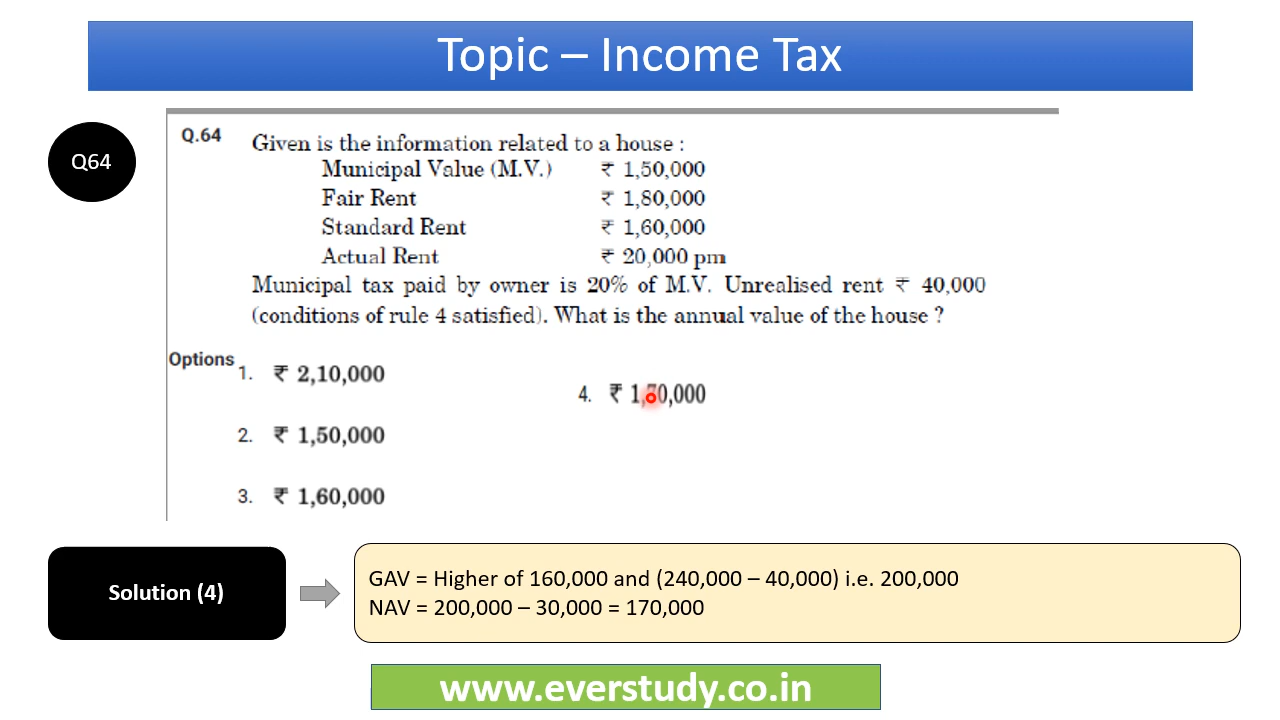 Topic – Income Tax
Q64
Q.64 Given is the information related to a house :
Municipal Value (M.V.) ₹ 1,50,000
Fair Rent ₹ 1,80,000
Standard Rent ₹ 1,60,000
Actual Rent ₹ 20,000 pm
Municipal tax paid by owner is 20% of M.V. Unrealised rent ₹ 40,000
(conditions of rule 4 satisfied). What is the annual value of the house ?
Options
1. ₹ 2,10,000
4. ₹ 1,70,000
2. ₹ 1,50,000
3. ₹ 1,60,000
Solution (4)
GAV = Higher of 160,000 and (240,000 – 40,000) i.e. 200,000
NAV = 200,000 – 30,000 = 170,000
www.everstudy.co.in